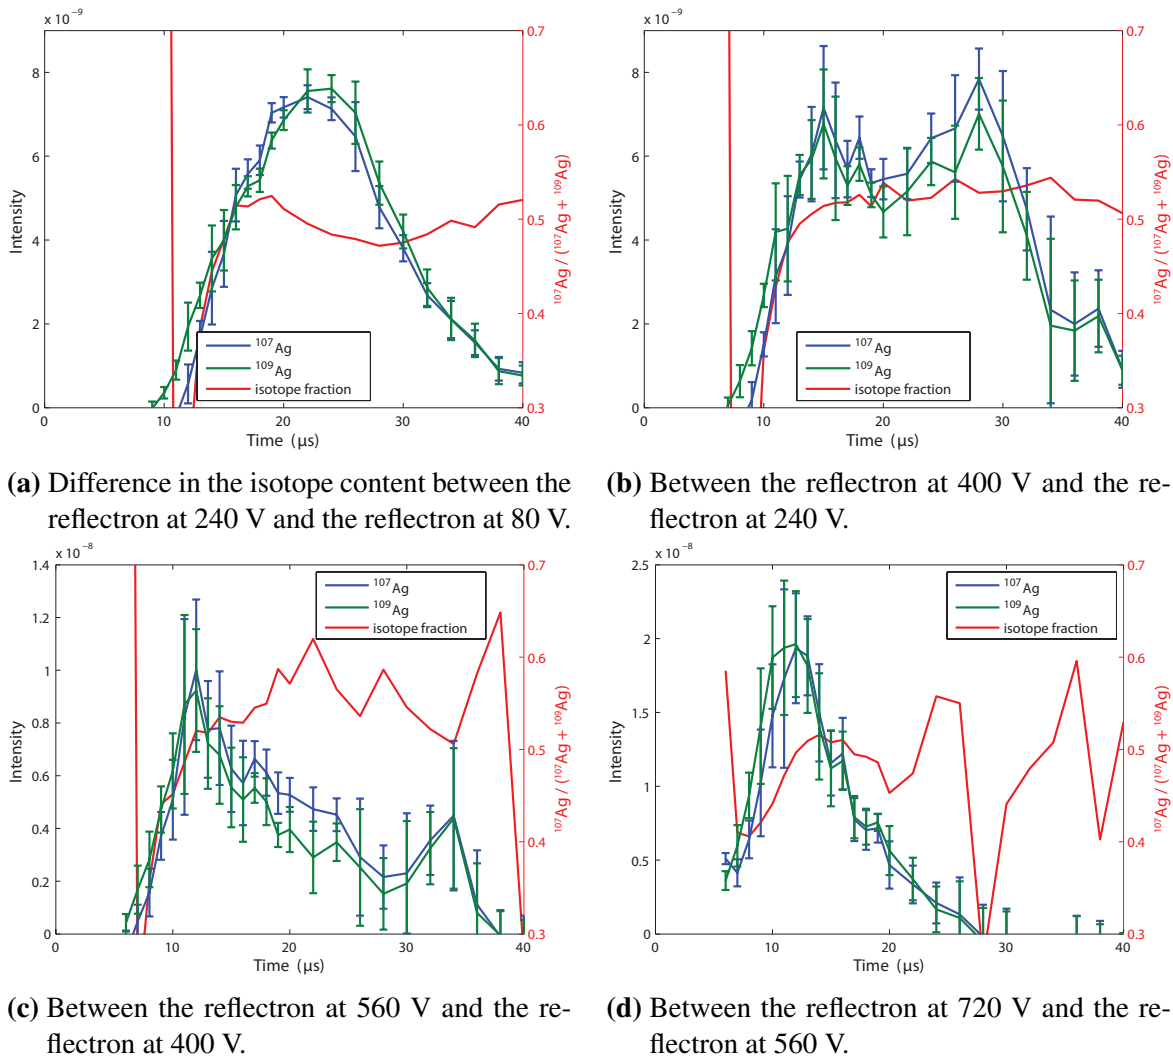 x 10⁻⁹
8
6
4
2
0
Intensity
10
20
30
40
Time (µs)
0.7
0.6
0.5
0.4
0.3
¹⁰⁷Ag / (¹⁰⁷Ag + ¹⁰⁹Ag)
¹⁰⁷Ag
¹⁰⁹Ag
isotope fraction
(a) Difference in the isotope content between the
reflectron at 240 V and the reflectron at 80 V.
x 10⁻⁹
8
6
4
2
0
Intensity
0
10
20
30
40
Time (µs)
0.7
0.6
0.5
0.4
0.3
¹⁰⁷Ag / (¹⁰⁷Ag + ¹⁰⁹Ag)
¹⁰⁷Ag
¹⁰⁹Ag
isotope fraction
(b) Between the reflectron at 400 V and the re-
flectron at 240 V.
x 10⁻⁸
1.4
1.2
1
0.8
0.6
0.4
0.2
0
Intensity
0
10
20
30
40
Time (µs)
0.7
0.6
0.5
0.4
0.3
¹⁰⁷Ag / (¹⁰⁷Ag + ¹⁰⁹Ag)
¹⁰⁷Ag
¹⁰⁹Ag
isotope fraction
(c) Between the reflectron at 560 V and the re-
flectron at 400 V.
x 10⁻⁸
2.5
2
1.5
1
0.5
0
Intensity
0
10
20
30
40
Time (µs)
0.7
0.6
0.5
0.4
0.3
¹⁰⁷Ag / (¹⁰⁷Ag + ¹⁰⁹Ag)
¹⁰⁷Ag
¹⁰⁹Ag
isotope fraction
(d) Between the reflectron at 720 V and the re-
flectron at 560 V.